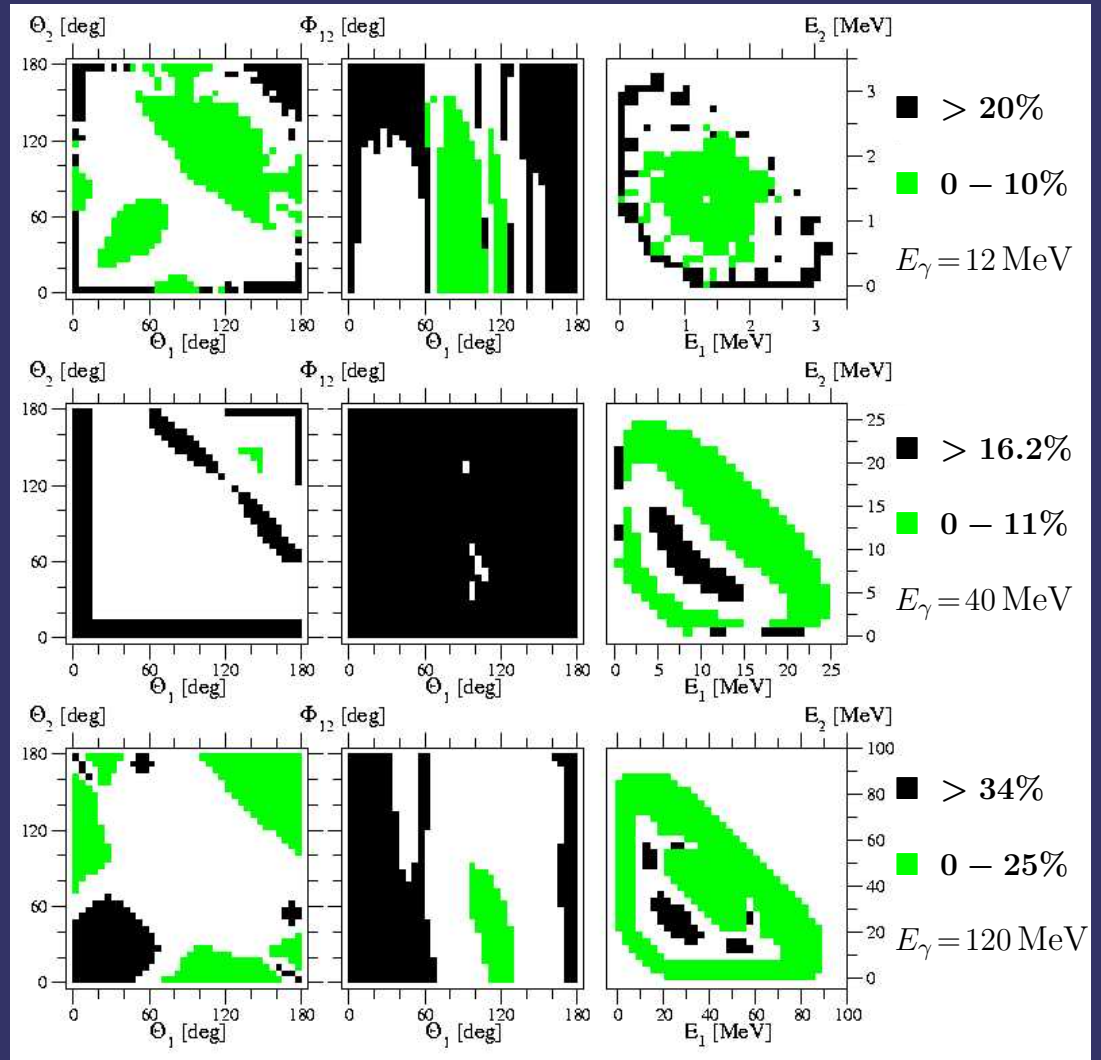 Θ₂ [deg] Φ₁₂ [deg] E₂ [MeV]
180 120 60 0
0 60 120 180
Θ₁ [deg]
0 60 120 180
Θ₁ [deg]
0 1 2 3
E₁ [MeV]
3 2 1 0
> 20%
0 – 10%
E_γ = 12 MeV
Θ₂ [deg] Φ₁₂ [deg] E₂ [MeV]
180 120 60 0
0 60 120 180
Θ₁ [deg]
0 60 120 180
Θ₁ [deg]
0 5 10 15 20 25
E₁ [MeV]
25 20 15 10 5 0
> 16.2%
0 – 11%
E_γ = 40 MeV
Θ₂ [deg] Φ₁₂ [deg] E₂ [MeV]
180 120 60 0
0 60 120 180
Θ₁ [deg]
0 60 120 180
Θ₁ [deg]
0 20 40 60 80 100
E₁ [MeV]
100 80 60 40 20 0
> 34%
0 – 25%
E_γ = 120 MeV